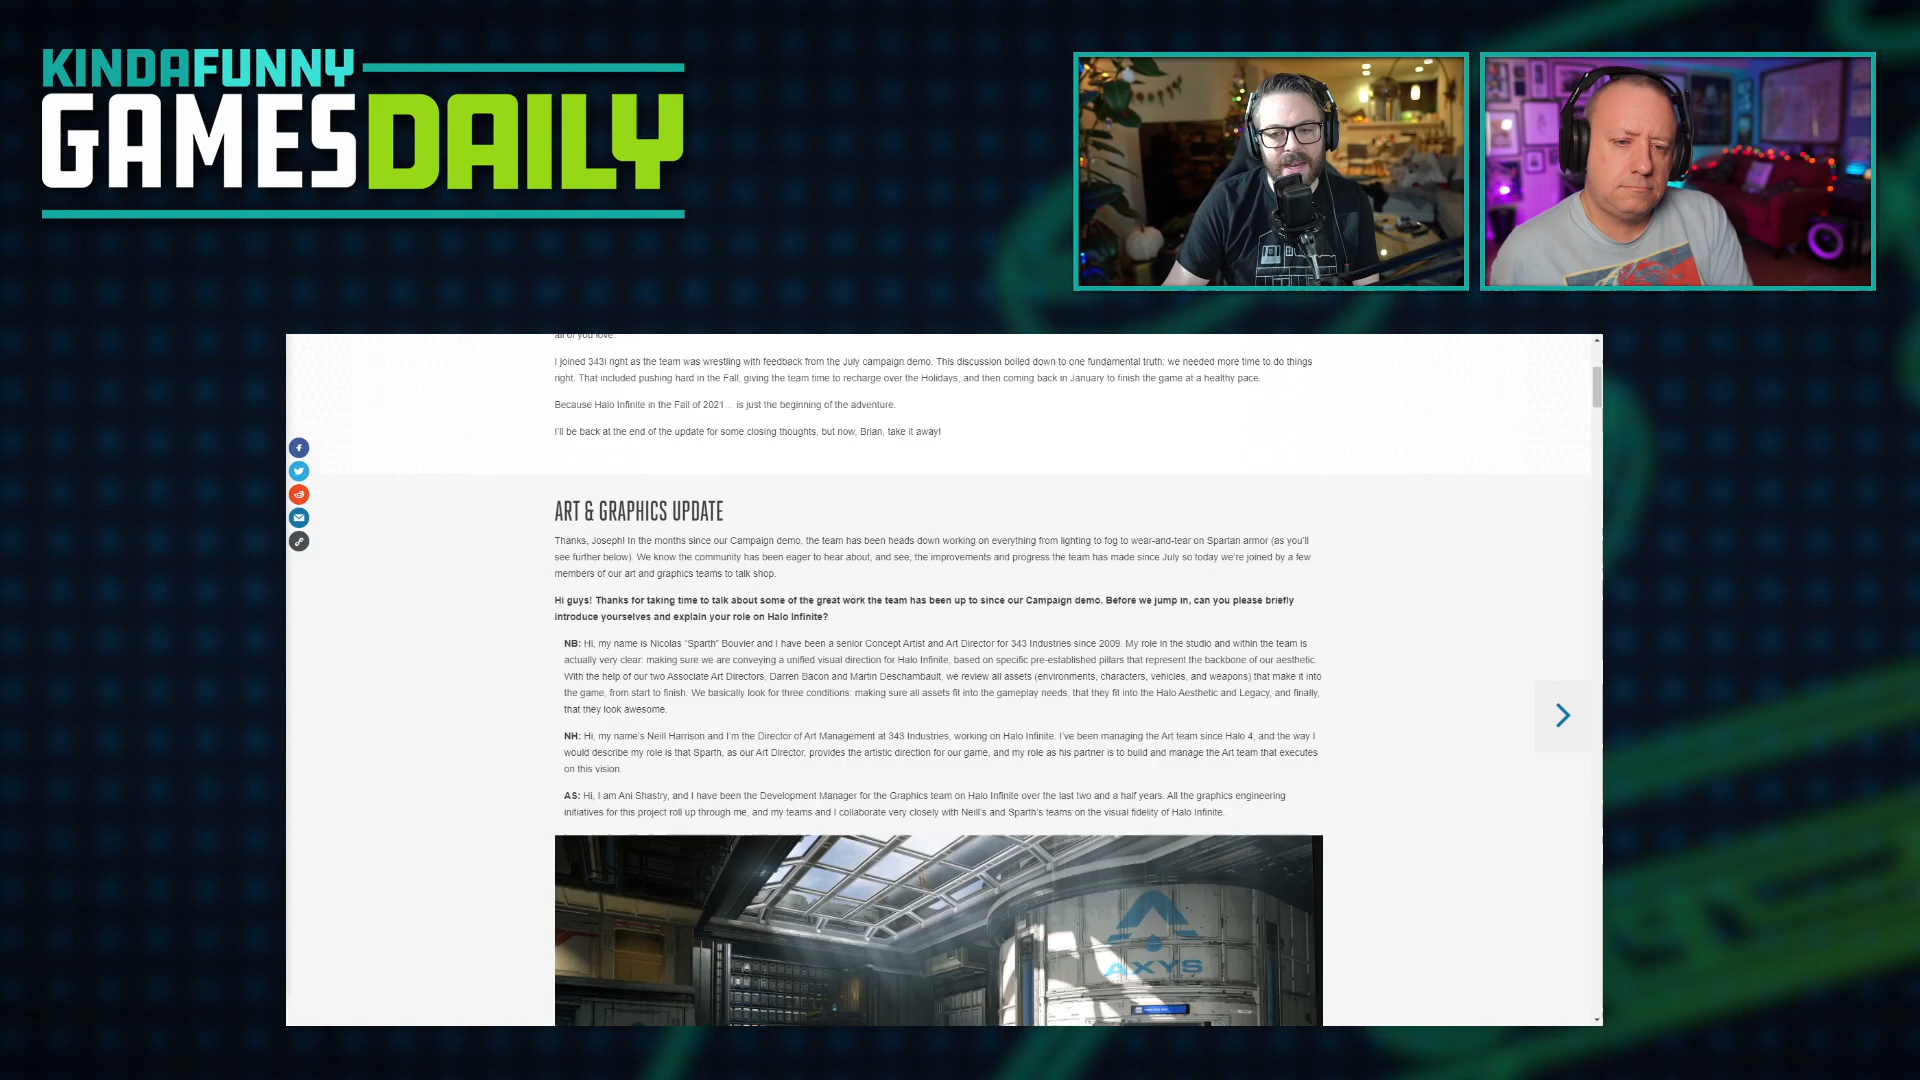 KINDAFUNNY
GAMESDAILY
all of you love.
I joined 343i right as the team was wrestling with feedback from the July campaign demo. This discussion boiled down to one fundamental truth; we needed more time to do things
right. That included pushing hard in the Fall, giving the team time to recharge over the Holidays, and then coming back in January to finish the game at a healthy pace.
Because Halo Infinite in the Fall of 2021… is just the beginning of the adventure.
I'll be back at the end of the update for some closing thoughts, but now, Brian, take it away!
ART & GRAPHICS UPDATE
Thanks, Joseph! In the months since our Campaign demo, the team has been heads down working on everything from lighting to fog to wear-and-tear on Spartan armor (as you'll
see further below). We know the community has been eager to hear about, and see, the improvements and progress the team has made since July so today we're joined by a few
members of our art and graphics teams to talk shop.
Hi guys! Thanks for taking time to talk about some of the great work the team has been up to since our Campaign demo. Before we jump in, can you please briefly
introduce yourselves and explain your role on Halo Infinite?
NB: Hi, my name is Nicolas "Sparth" Bouvier and I have been a senior Concept Artist and Art Director for 343 Industries since 2009. My role in the studio and within the team is
actually very clear: making sure we are conveying a unified visual direction for Halo Infinite, based on specific pre-established pillars that represent the backbone of our aesthetic.
With the help of our two Associate Art Directors, Darren Bacon and Martin Deschambault, we review all assets (environments, characters, vehicles, and weapons) that make it into
the game, from start to finish. We basically look for three conditions: making sure all assets fit into the gameplay needs, that they fit into the Halo Aesthetic and Legacy, and finally,
that they look awesome.
NH: Hi, my name's Neill Harrison and I'm the Director of Art Management at 343 Industries, working on Halo Infinite. I've been managing the Art team since Halo 4, and the way I
would describe my role is that Sparth, as our Art Director, provides the artistic direction for our game, and my role as his partner is to build and manage the Art team that executes
on this vision.
AS: Hi, I am Ani Shastry, and I have been the Development Manager for the Graphics team on Halo Infinite over the last two and a half years. All the graphics engineering
initiatives for this project roll up through me, and my teams and I collaborate very closely with Neill's and Sparth's teams on the visual fidelity of Halo Infinite.
AXYS